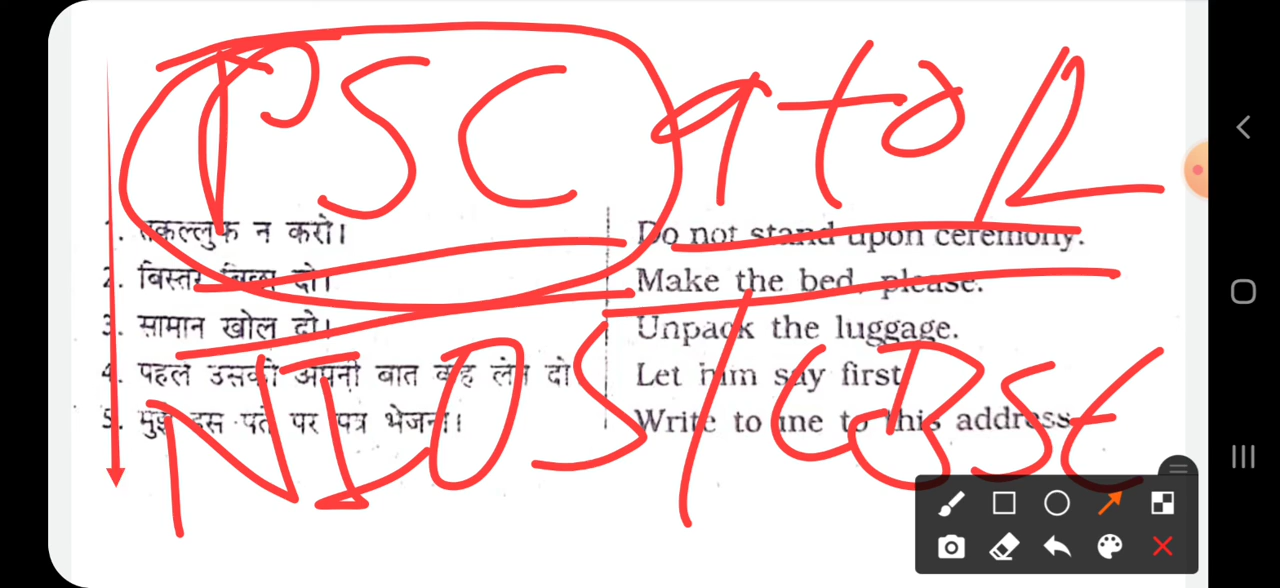 PSC 9 to 12
1. तकल्लुफ न करो। Do not stand upon ceremony.
2. बिस्तर बिछा दो। Make the bed, please.
3. सामान खोल दो। Unpack the luggage.
4. पहले उसको अपनी बात कह लेने दो Let him say first
5. मुझे इस पते पर पत्र भेजना। Write to me to this address
NIOS/CBSE